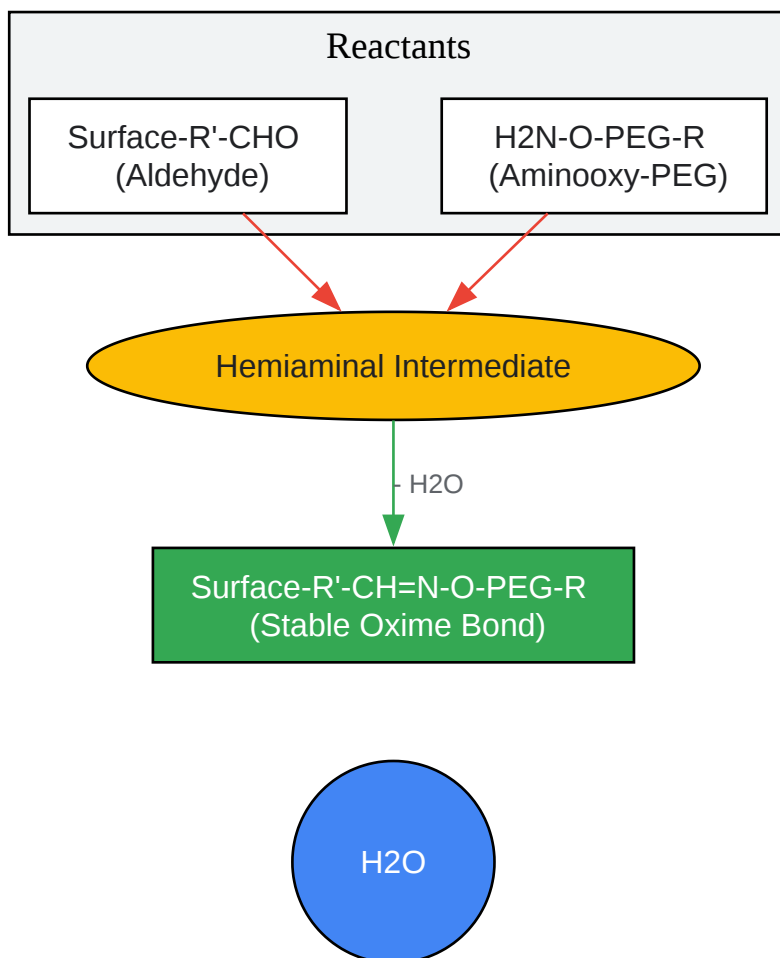 Reactants
Surface-R'-CHO
(Aldehyde)
H2N-O-PEG-R
(Aminooxy-PEG)
Hemiaminal Intermediate
- H2O
Surface-R'-CH=N-O-PEG-R
(Stable Oxime Bond)
H2O